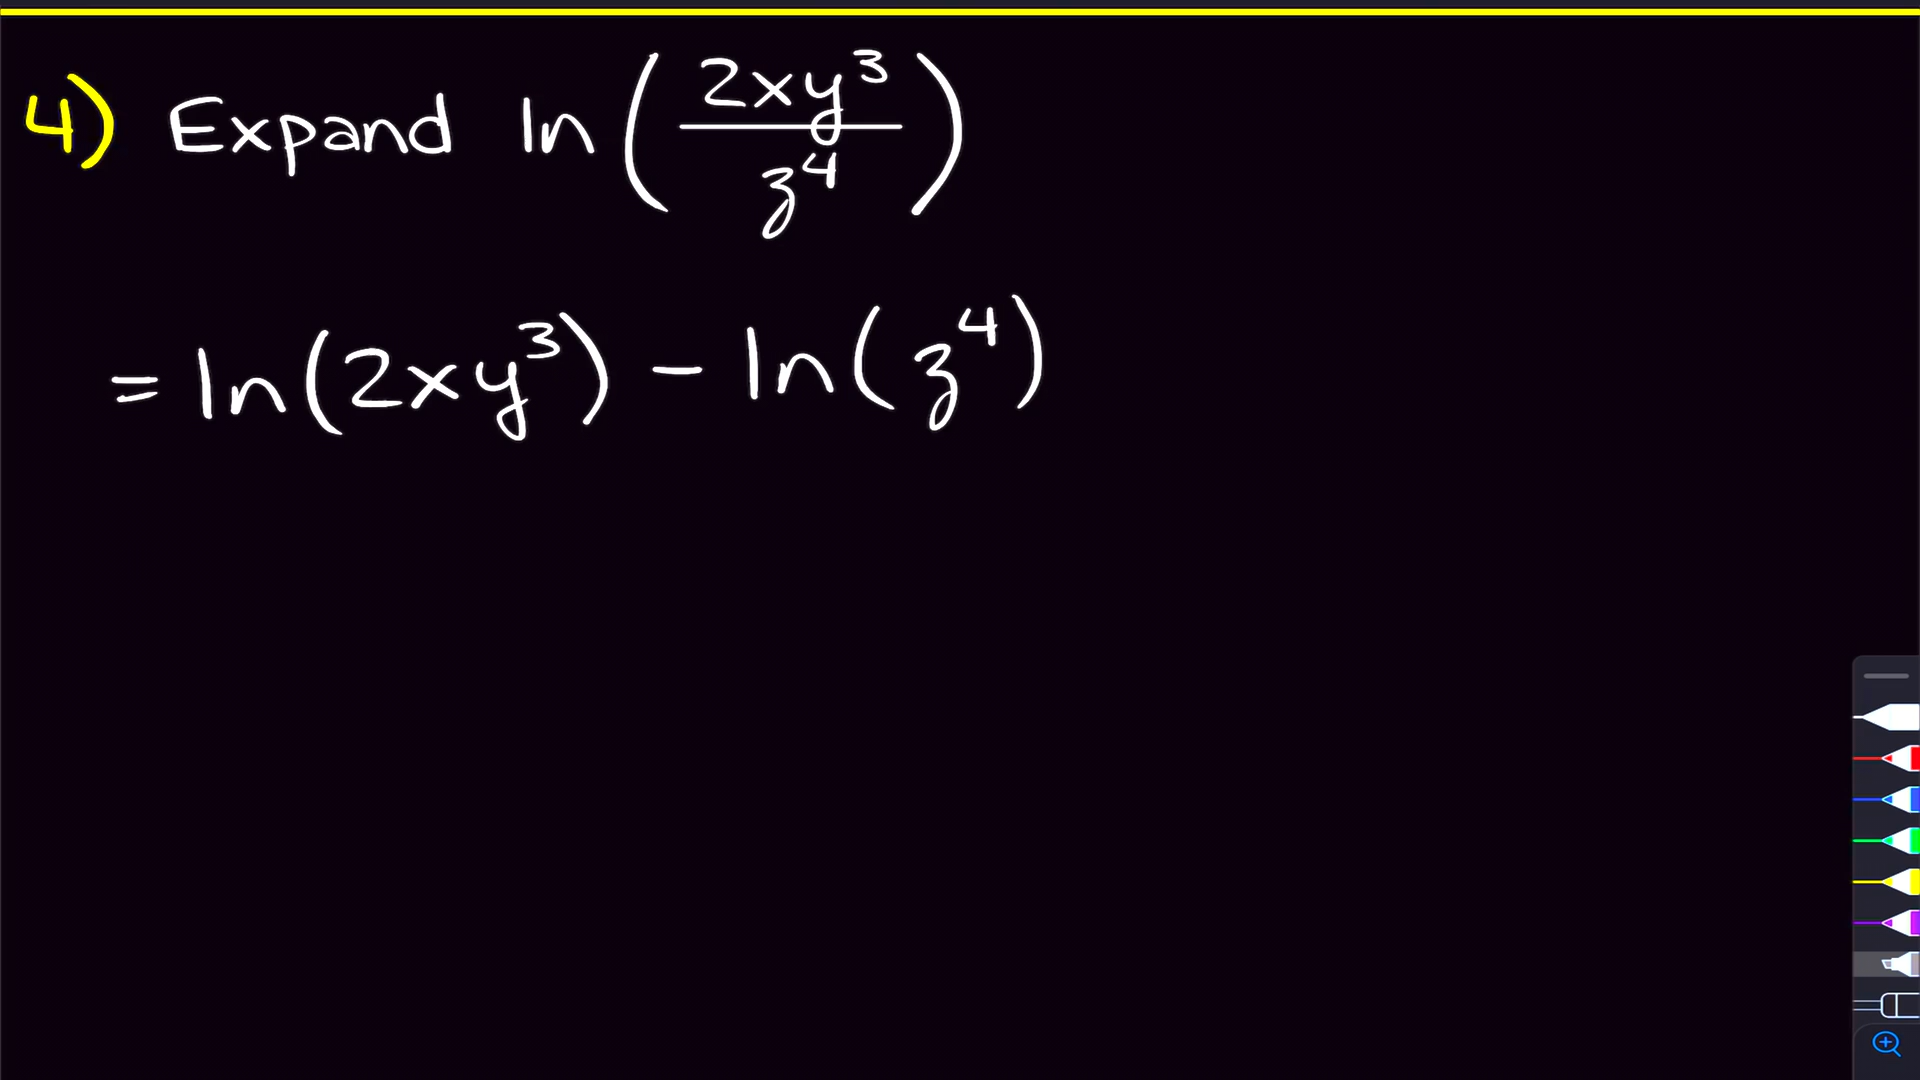 4) Expand ln(2xy³/z⁴)
= ln(2xy³) - ln(z⁴)